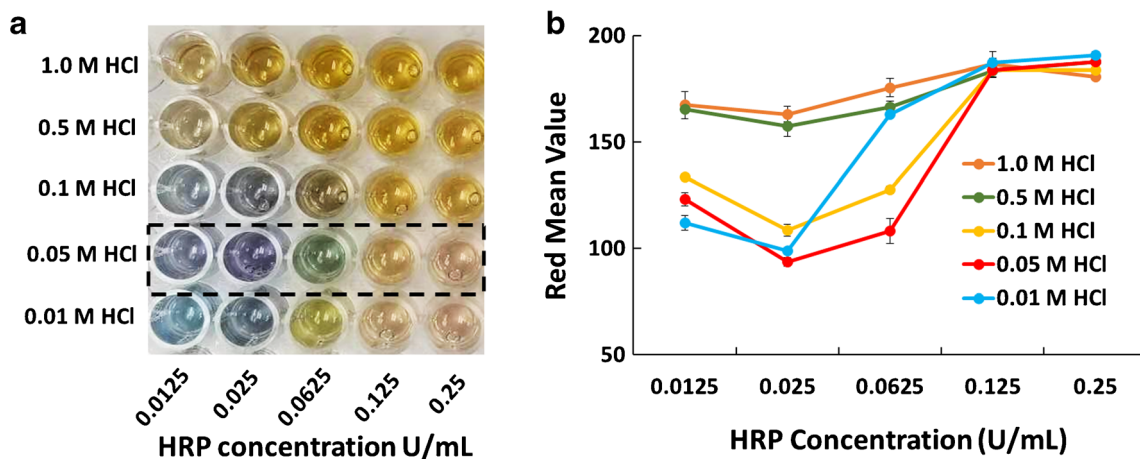 a
1.0 M HCl
0.5 M HCl
0.1 M HCl
0.05 M HCl
0.01 M HCl
0.0125
0.025
0.0625
0.125
0.25
HRP concentration U/mL
b
200
150
100
50
Red Mean Value
1.0 M HCl
0.5 M HCl
0.1 M HCl
0.05 M HCl
0.01 M HCl
0.0125
0.025
0.0625
0.125
0.25
HRP Concentration (U/mL)